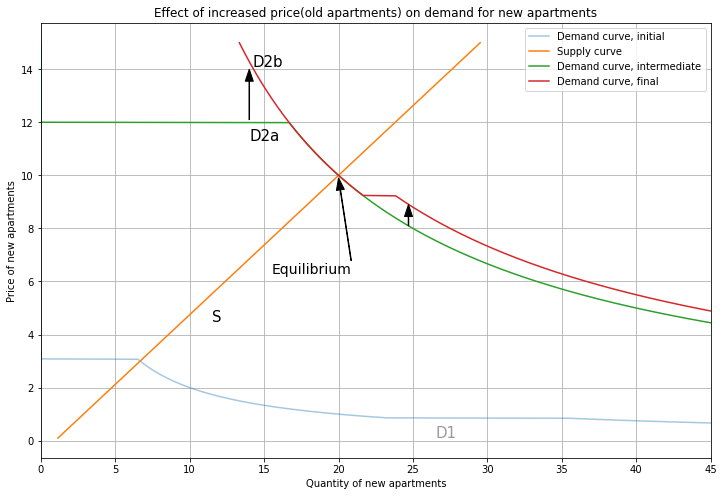 Effect of increased price(old apartments) on demand for new apartments
Demand curve, initial
Supply curve
Demand curve, intermediate
Demand curve, final
D2b
D2a
Equilibrium
S
D1
Price of new apartments
14
12
10
8
6
4
2
0
0 5 10 15 20 25 30 35 40 45
Quantity of new apartments